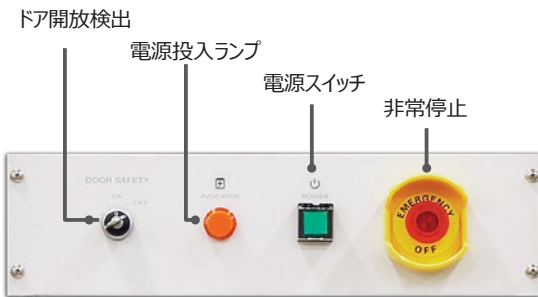 ドア開放検出
電源投入ランプ
電源スイッチ
非常停止
DOOR SAFETY
ON
OFF
INDICATOR
POWER
EMERGENCY
OFF